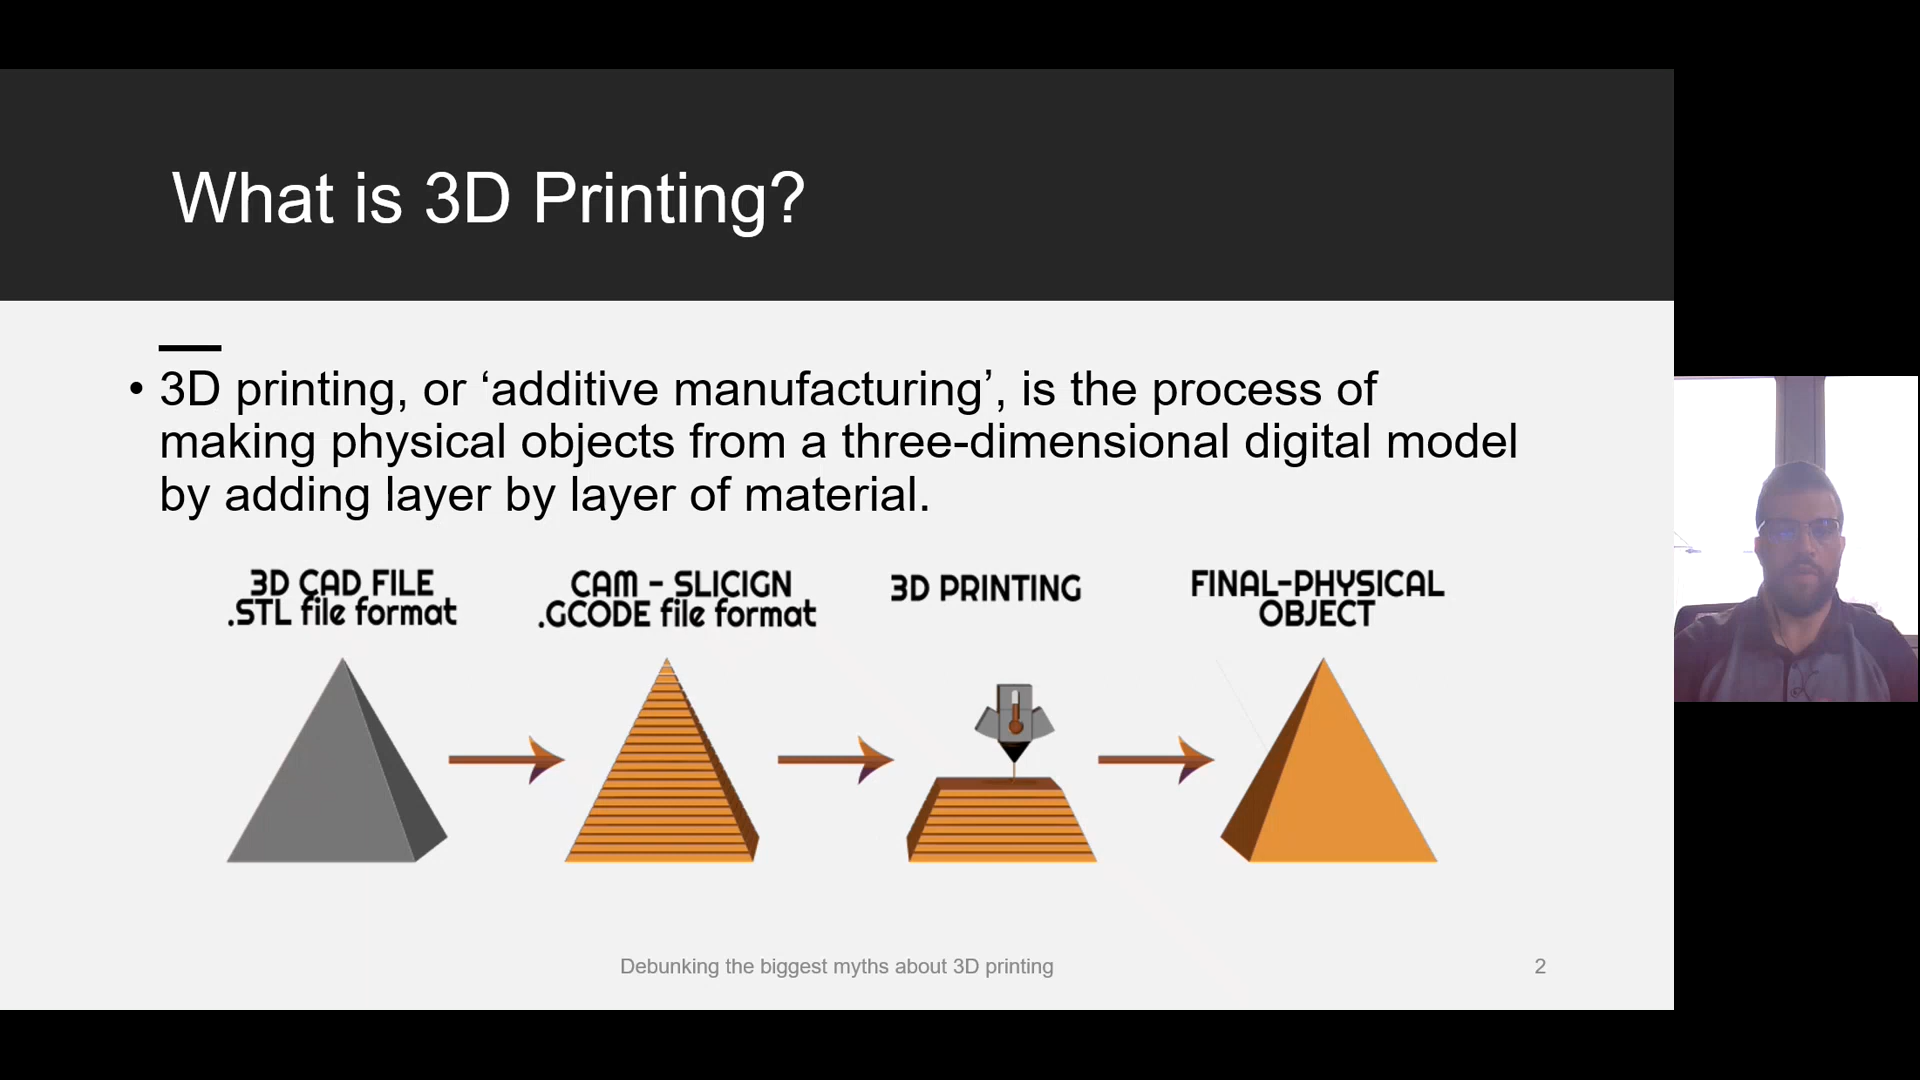 What is 3D Printing?
• 3D printing, or ‘additive manufacturing’, is the process of
making physical objects from a three-dimensional digital model
by adding layer by layer of material.
3D CAD FILE
.STL file format
CAM - SLICIGN
.GCODE file format
3D PRINTING
FINAL-PHYSICAL
OBJECT
Debunking the biggest myths about 3D printing
2